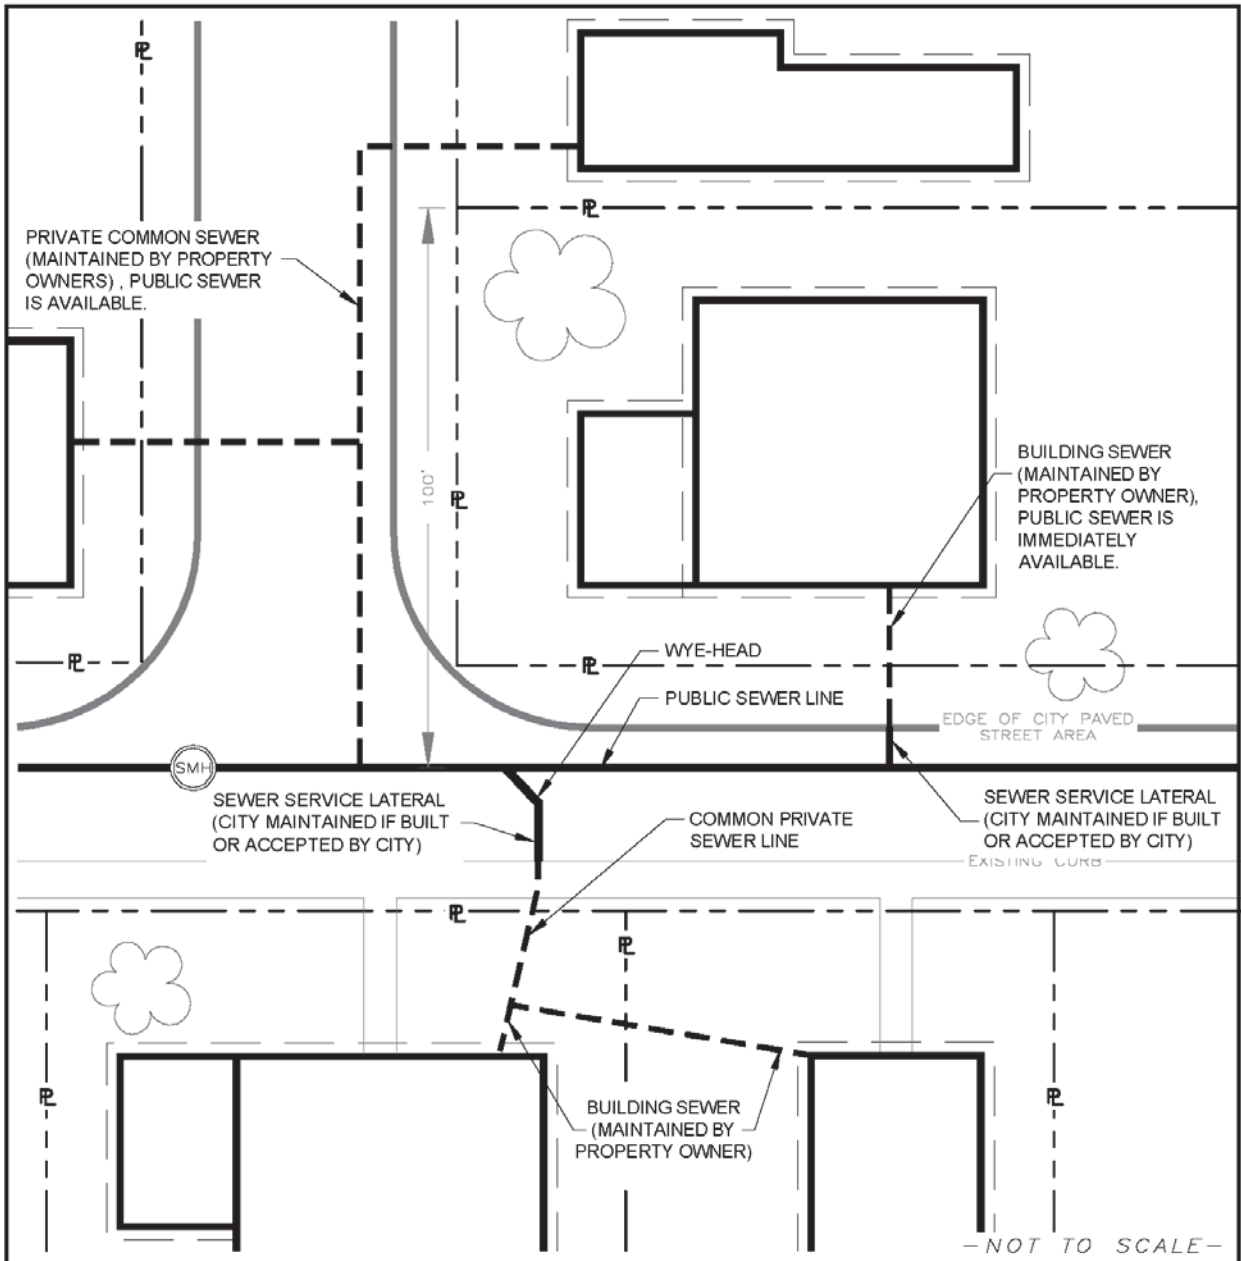 PL
PRIVATE COMMON SEWER
(MAINTAINED BY PROPERTY
OWNERS) , PUBLIC SEWER
IS AVAILABLE.
PL
100'
PL
BUILDING SEWER
(MAINTAINED BY
PROPERTY OWNER),
PUBLIC SEWER IS
IMMEDIATELY
AVAILABLE.
PL
WYE-HEAD
PL
PUBLIC SEWER LINE
EDGE OF CITY PAVED
STREET AREA
SMH
SEWER SERVICE LATERAL
(CITY MAINTAINED IF BUILT
OR ACCEPTED BY CITY)
COMMON PRIVATE
SEWER LINE
SEWER SERVICE LATERAL
(CITY MAINTAINED IF BUILT
OR ACCEPTED BY CITY)
EXISTING CURB
PL
PL
PL
BUILDING SEWER
(MAINTAINED BY
PROPERTY OWNER)
PL
-NOT TO SCALE-